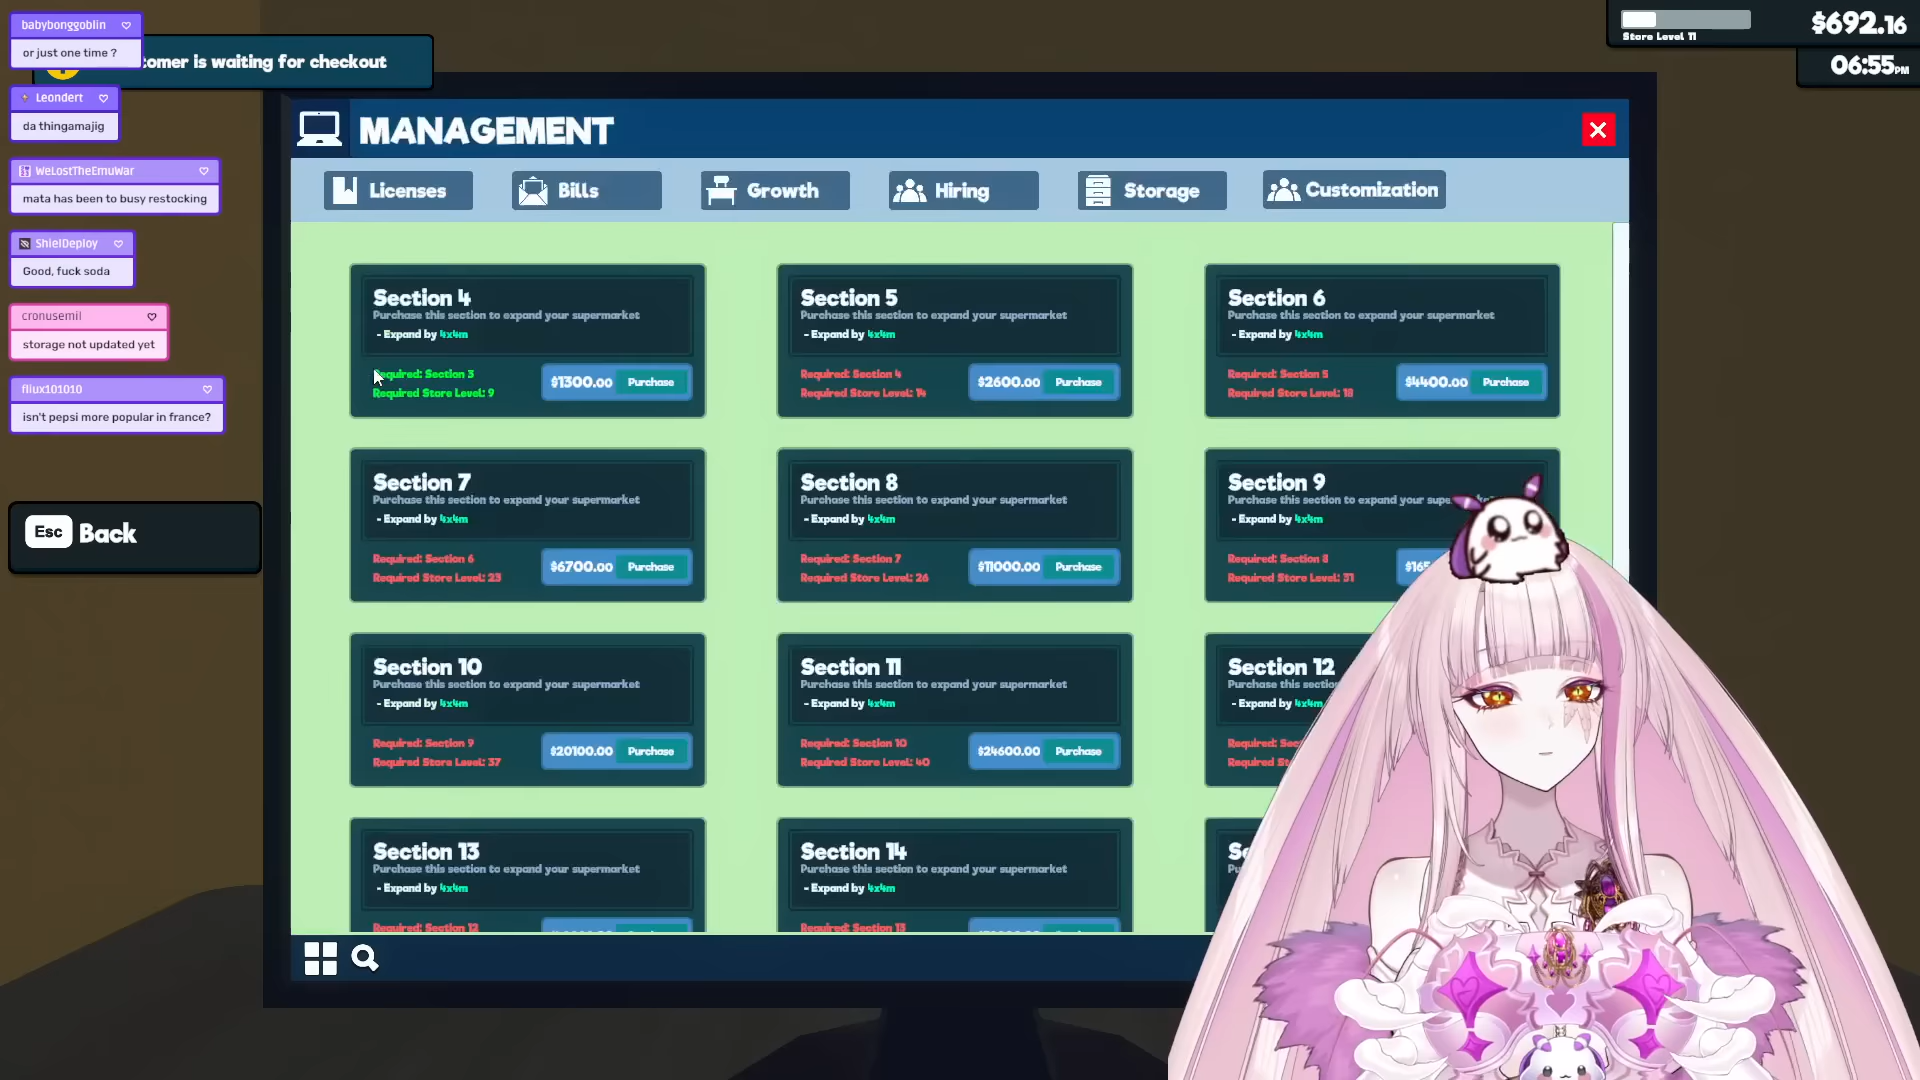 babybonggoblin
or just one time ?
tomer is waiting for checkout
Leondert
da thingamajig
WeLostTheEmuWar
mata has been to busy restocking
ShielDeploy
Good, fuck soda
cronusemil
storage not updated yet
fliux101010
isn't pepsi more popular in france?
Esc Back
Store Level 11
$692.16
06:55PM
MANAGEMENT
Licenses
Bills
Growth
Hiring
Storage
Customization
Section 4
Purchase this section to expand your supermarket
- Expand by 4x4m
Required: Section 3
Required Store Level: 9
$1300.00 Purchase
Section 5
Purchase this section to expand your supermarket
- Expand by 4x4m
Required: Section 4
Required Store Level: 14
$2600.00 Purchase
Section 6
Purchase this section to expand your supermarket
- Expand by 4x4m
Required: Section 5
Required Store Level: 18
$4400.00 Purchase
Section 7
Purchase this section to expand your supermarket
- Expand by 4x4m
Required: Section 6
Required Store Level: 23
$6700.00 Purchase
Section 8
Purchase this section to expand your supermarket
- Expand by 4x4m
Required: Section 7
Required Store Level: 26
$11000.00 Purchase
Section 9
Purchase this section to expand your
- Expand by 4x4m
Required: Section 8
Required Store Level: 31
$165
Section 10
Purchase this section to expand your supermarket
- Expand by 4x4m
Required: Section 9
Required Store Level: 37
$20100.00 Purchase
Section 11
Purchase this section to expand your supermarket
- Expand by 4x4m
Required: Section 10
Required Store Level: 40
$24600.00 Purchase
Section 12
Purchase this
- Expand by 4x4m
Section 13
Purchase this section to expand your supermarket
- Expand by 4x4m
Required: Section 12
Section 14
Purchase this section to expand your supermarket
- Expand by 4x4m
Required: Section 13